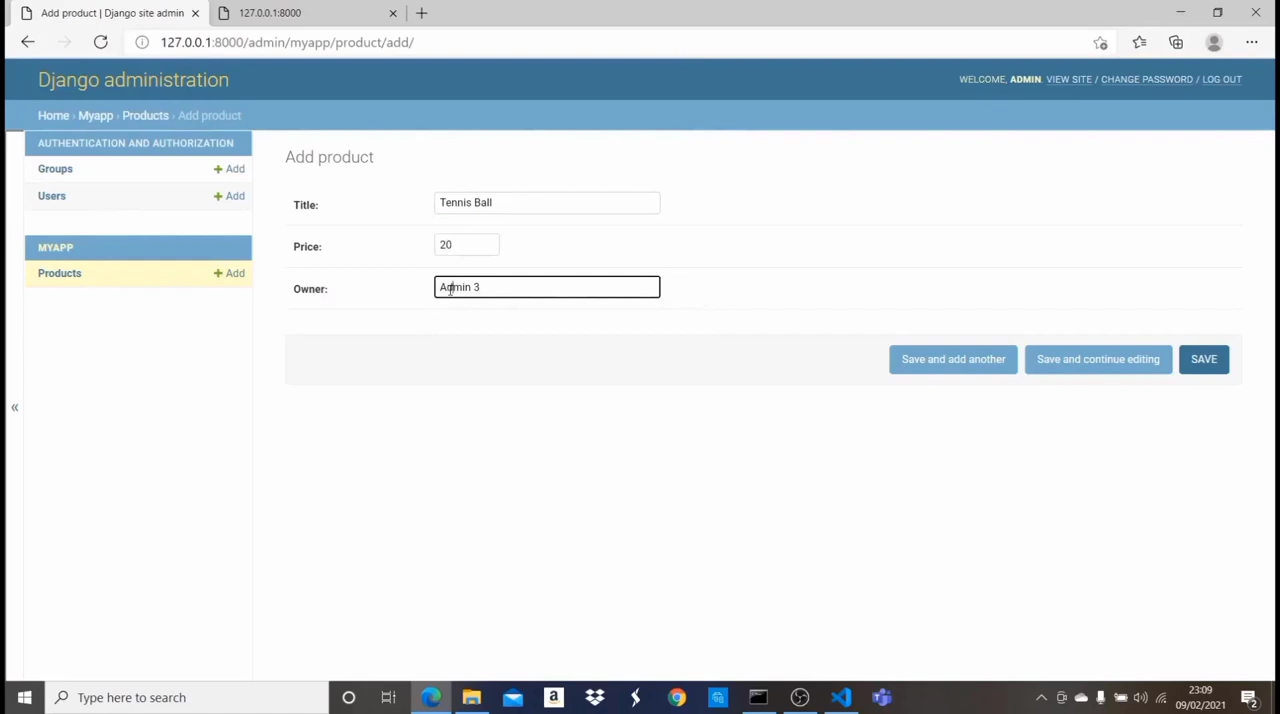 Add product | Django site admin
127.0.0.1:8000
127.0.0.1:8000/admin/myapp/product/add/
Django administration
WELCOME, ADMIN. VIEW SITE / CHANGE PASSWORD / LOG OUT
Home › Myapp › Products › Add product
AUTHENTICATION AND AUTHORIZATION
Groups
+ Add
Users
+ Add
MYAPP
Products
+ Add
«
Add product
Title:
Tennis Ball
Price:
20
Owner:
Admin 3
Save and add another
Save and continue editing
SAVE
Type here to search
23:09
09/02/2021
2